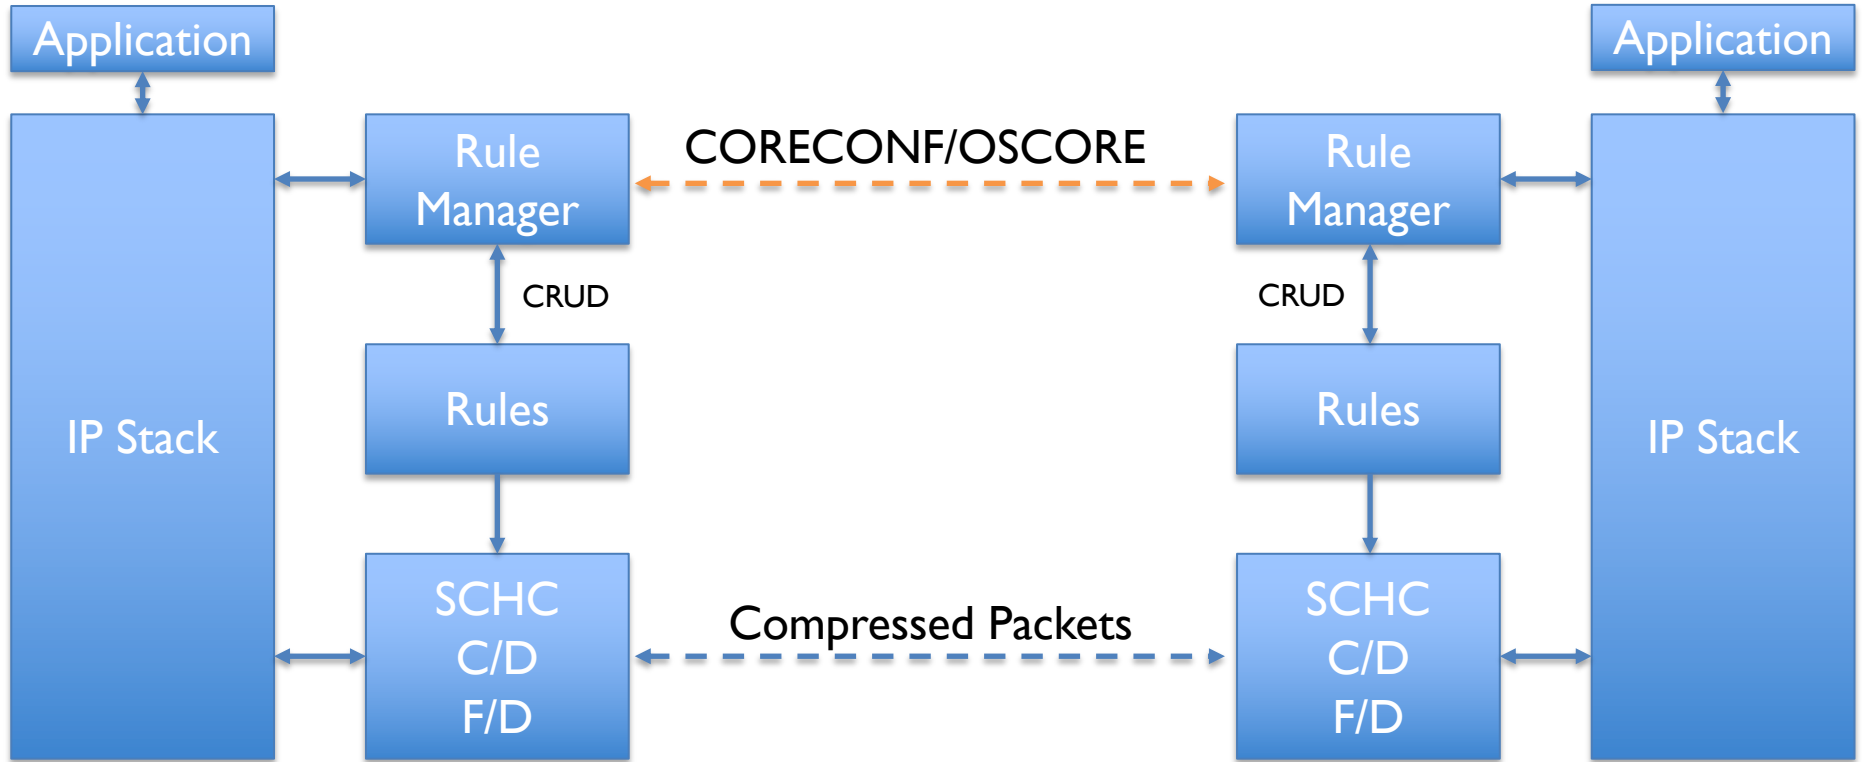 Application
Application
Rule
Manager
CORECONF/OSCORE
Rule
Manager
CRUD
CRUD
IP Stack
Rules
Rules
IP Stack
SCHC
C/D
F/D
Compressed Packets
SCHC
C/D
F/D